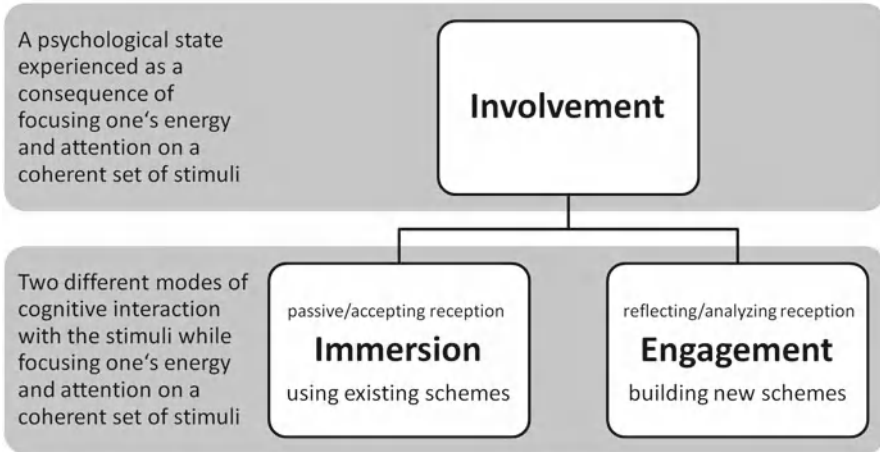 A psychological state
experienced as a
consequence of
focusing one‘s energy
and attention on a
coherent set of stimuli
Involvement
Two different modes of
cognitive interaction
with the stimuli while
focusing one‘s energy
and attention on a
coherent set of stimuli
passive/accepting reception
Immersion
using existing schemes
reflecting/analyzing reception
Engagement
building new schemes